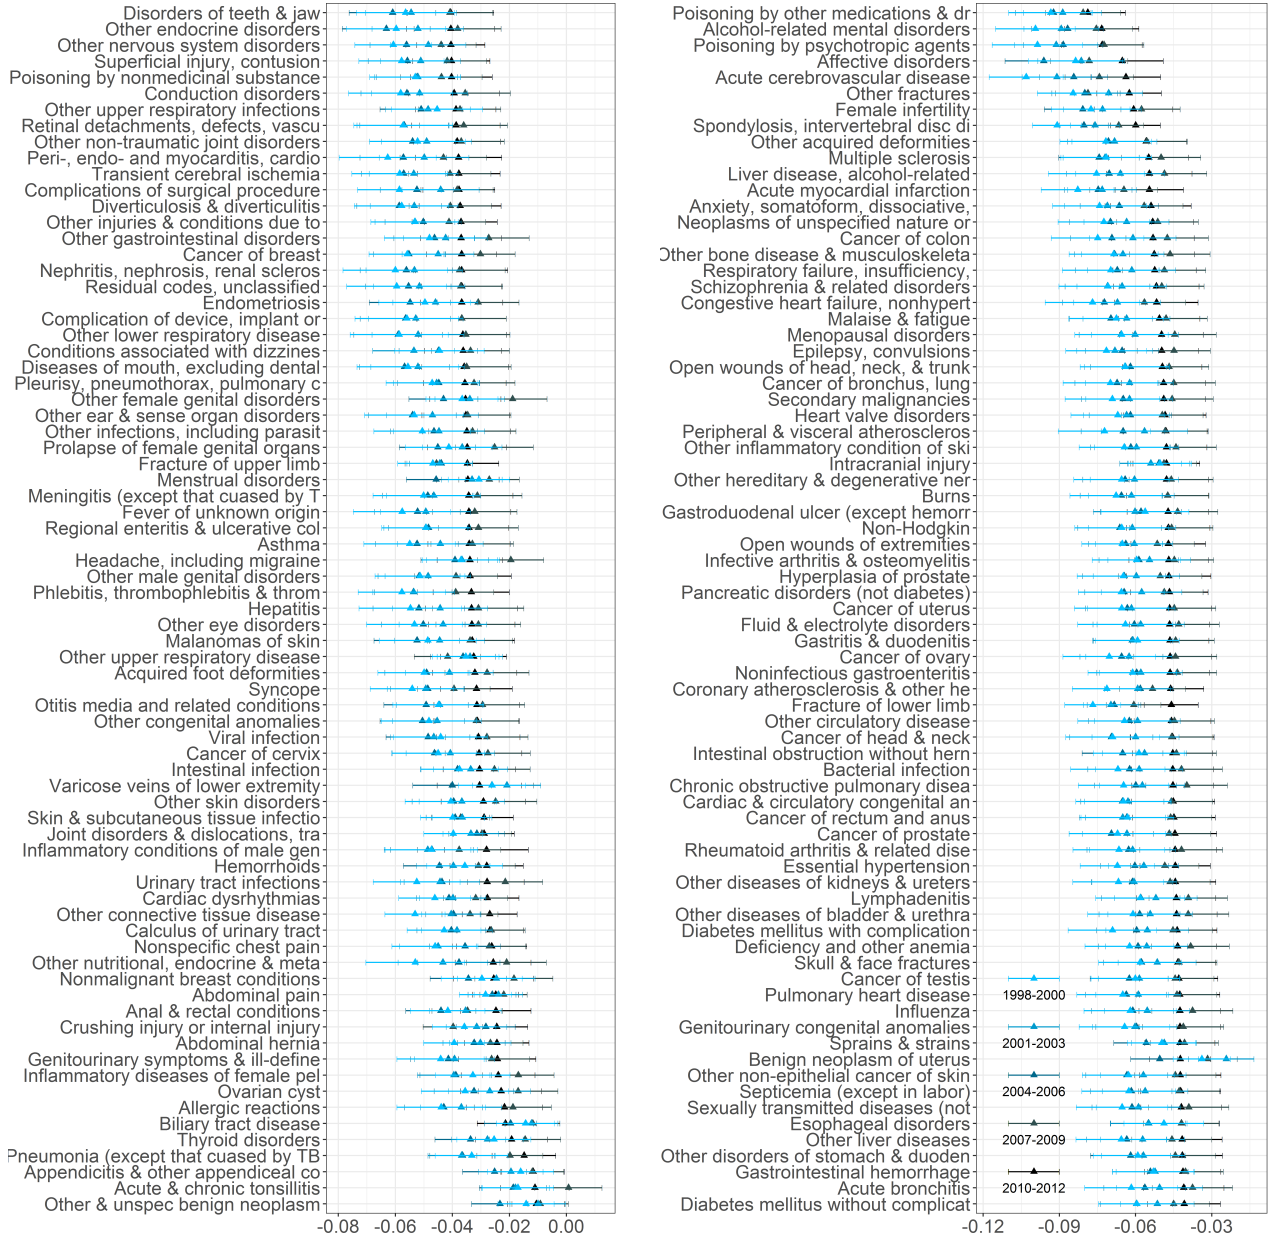 Disorders of teeth & jaw
Other endocrine disorders
Other nervous system disorders
Superficial injury, contusion
Poisoning by nonmedicinal substance
Conduction disorders
Other upper respiratory infections
Retinal detachments, defects, vascu
Other non-traumatic joint disorders
Peri-, endo- and myocarditis, cardio
Transient cerebral ischemia
Complications of surgical procedure
Diverticulosis & diverticulitis
Other injuries & conditions due to
Other gastrointestinal disorders
Cancer of breast
Nephritis, nephrosis, renal scleros
Residual codes, unclassified
Endometriosis
Complication of device, implant or
Other lower respiratory disease
Conditions associated with dizzines
Diseases of mouth, excluding dental
Pleurisy, pneumothorax, pulmonary c
Other female genital disorders
Other ear & sense organ disorders
Other infections, including parasit
Prolapse of female genital organs
Fracture of upper limb
Menstrual disorders
Meningitis (except that cuased by T
Fever of unknown origin
Regional enteritis & ulcerative col
Asthma
Headache, including migraine
Other male genital disorders
Phlebitis, thrombophlebitis & throm
Hepatitis
Other eye disorders
Malanomas of skin
Other upper respiratory disease
Acquired foot deformities
Syncope
Otitis media and related conditions
Other congenital anomalies
Viral infection
Cancer of cervix
Intestinal infection
Varicose veins of lower extremity
Other skin disorders
Skin & subcutaneous tissue infectio
Joint disorders & dislocations, tra
Inflammatory conditions of male gen
Hemorrhoids
Urinary tract infections
Cardiac dysrhythmias
Other connective tissue disease
Calculus of urinary tract
Nonspecific chest pain
Other nutritional, endocrine & meta
Nonmalignant breast conditions
Abdominal pain
Anal & rectal conditions
Crushing injury or internal injury
Abdominal hernia
Genitourinary symptoms & ill-define
Inflammatory diseases of female pel
Ovarian cyst
Allergic reactions
Biliary tract disease
Thyroid disorders
Pneumonia (except that cuased by TB
Appendicitis & other appendiceal co
Acute & chronic tonsillitis
Other & unspec benign neoplasm
-0.08 -0.06 -0.04 -0.02 0.00
Poisoning by other medications & dr
Alcohol-related mental disorders
Poisoning by psychotropic agents
Affective disorders
Acute cerebrovascular disease
Other fractures
Female infertility
Spondylosis, intervertebral disc di
Other acquired deformities
Multiple sclerosis
Liver disease, alcohol-related
Acute myocardial infarction
Anxiety, somatoform, dissociative,
Neoplasms of unspecified nature or
Cancer of colon
Other bone disease & musculoskeleta
Respiratory failure, insufficiency,
Schizophrenia & related disorders
Congestive heart failure, nonhypert
Malaise & fatigue
Menopausal disorders
Epilepsy, convulsions
Open wounds of head, neck, & trunk
Cancer of bronchus, lung
Secondary malignancies
Heart valve disorders
Peripheral & visceral atheroscleros
Other inflammatory condition of ski
Intracranial injury
Other hereditary & degenerative ner
Burns
Gastroduodenal ulcer (except hemorr
Non-Hodgkin
Open wounds of extremities
Infective arthritis & osteomyelitis
Hyperplasia of prostate
Pancreatic disorders (not diabetes)
Cancer of uterus
Fluid & electrolyte disorders
Gastritis & duodenitis
Cancer of ovary
Noninfectious gastroenteritis
Coronary atherosclerosis & other he
Fracture of lower limb
Other circulatory disease
Cancer of head & neck
Intestinal obstruction without hern
Bacterial infection
Chronic obstructive pulmonary disea
Cardiac & circulatory congenital an
Cancer of rectum and anus
Cancer of prostate
Rheumatoid arthritis & related dise
Essential hypertension
Other diseases of kidneys & ureters
Lymphadenitis
Other diseases of bladder & urethra
Diabetes mellitus with complication
Deficiency and other anemia
Skull & face fractures
Cancer of testis
Pulmonary heart disease
Influenza
Genitourinary congenital anomalies
Sprains & strains
Benign neoplasm of uterus
Other non-epithelial cancer of skin
Septicemia (except in labor)
Sexually transmitted diseases (not
Esophageal disorders
Other liver diseases
Other disorders of stomach & duoden
Gastrointestinal hemorrhage
Acute bronchitis
Diabetes mellitus without complicat
1998-2000
2001-2003
2004-2006
2007-2009
2010-2012
-0.12 -0.09 -0.06 -0.03